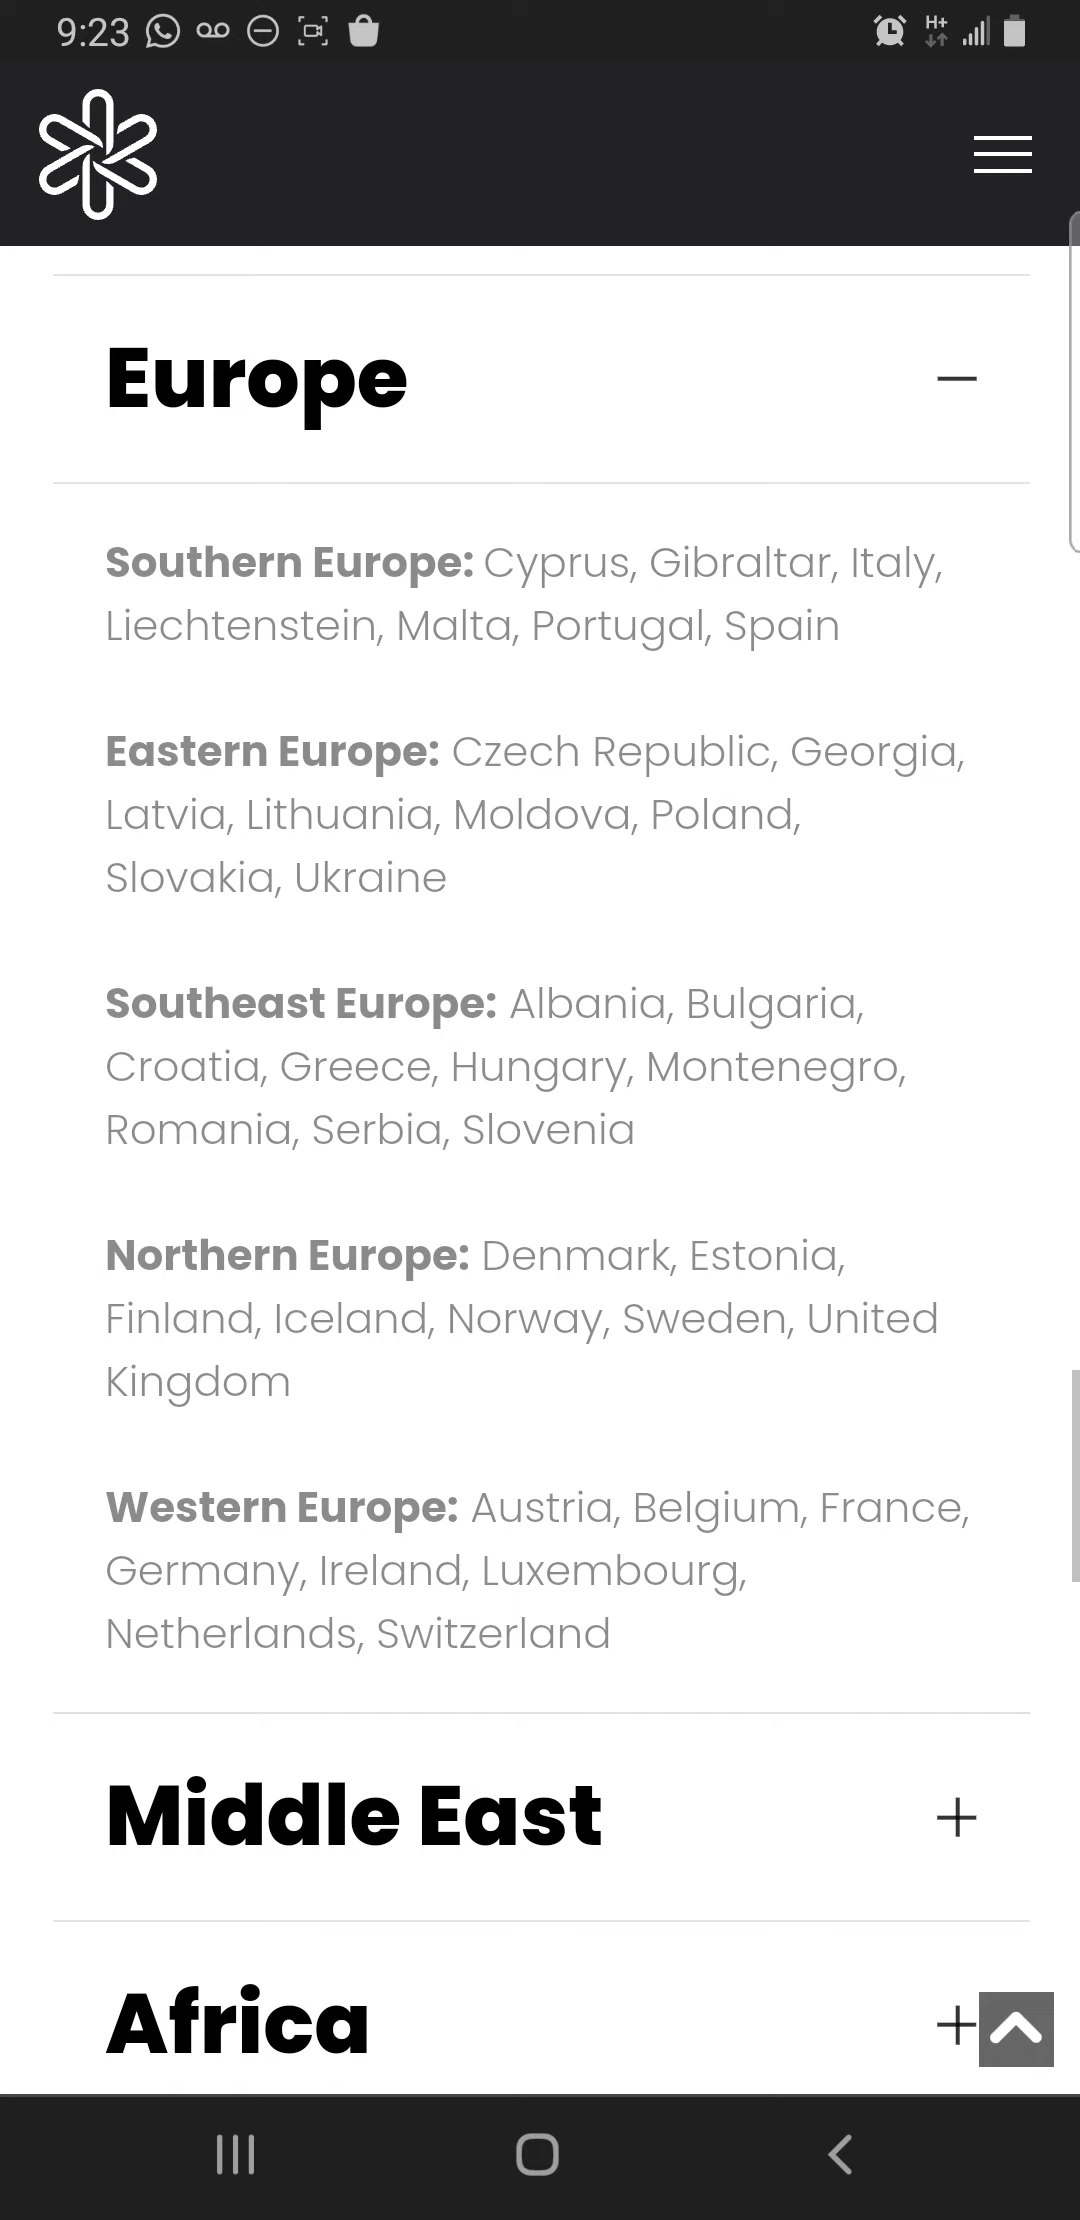 9:23
H+
Europe
Southern Europe: Cyprus, Gibraltar, Italy,
Liechtenstein, Malta, Portugal, Spain
Eastern Europe: Czech Republic, Georgia,
Latvia, Lithuania, Moldova, Poland,
Slovakia, Ukraine
Southeast Europe: Albania, Bulgaria,
Croatia, Greece, Hungary, Montenegro,
Romania, Serbia, Slovenia
Northern Europe: Denmark, Estonia,
Finland, Iceland, Norway, Sweden, United
Kingdom
Western Europe: Austria, Belgium, France,
Germany, Ireland, Luxembourg,
Netherlands, Switzerland
Middle East
Africa